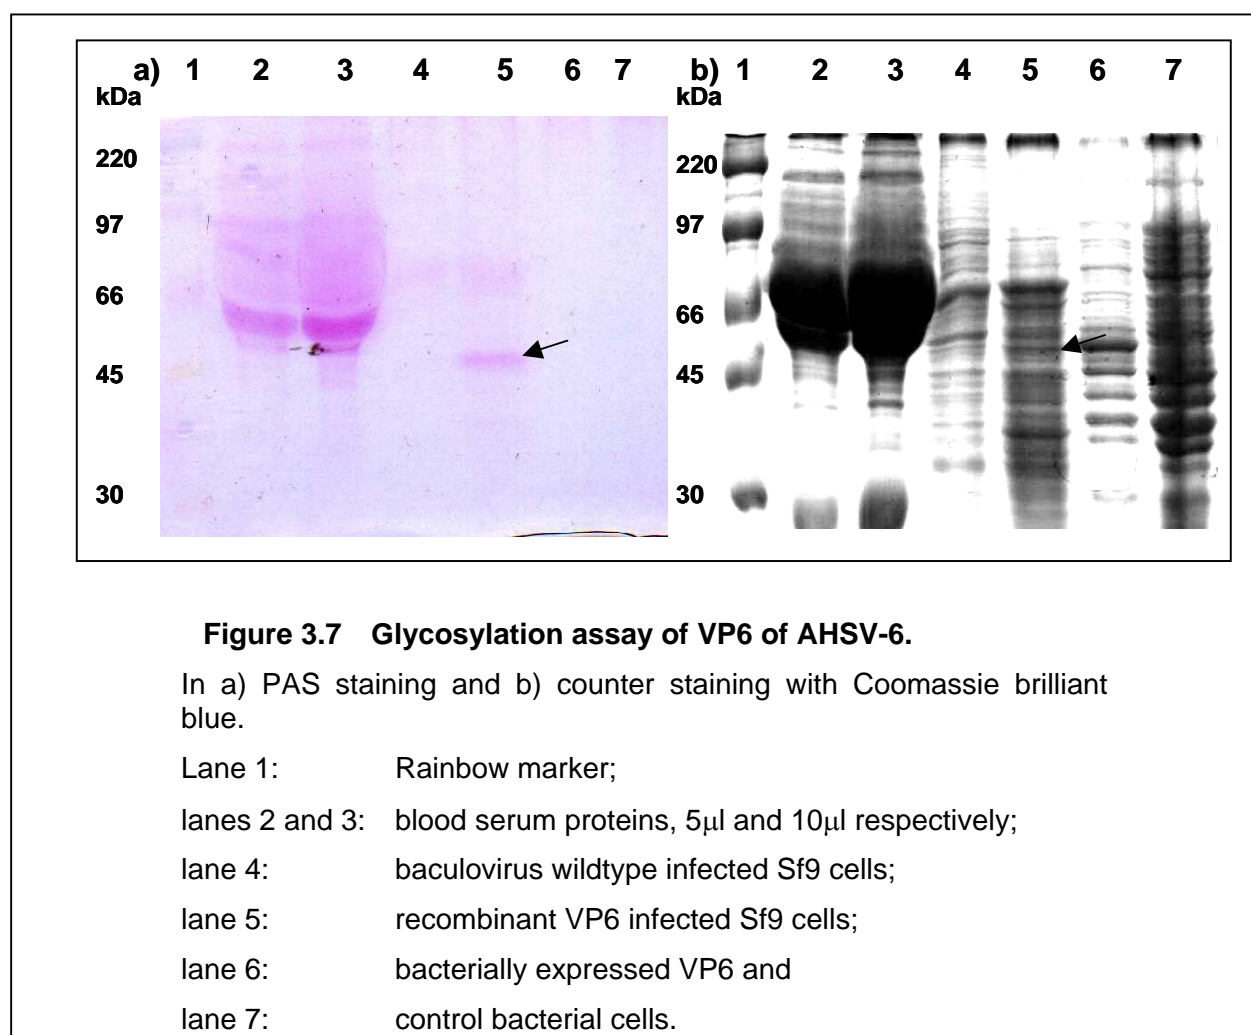 a) 1 2 3 4 5 6 7
kDa
220
97
66
45
30
b) 1 2 3 4 5 6 7
kDa
220
97
66
45
30
Figure 3.7 Glycosylation assay of VP6 of AHSV-6.
In a) PAS staining and b) counter staining with Coomassie brilliant
blue.
Lane 1: Rainbow marker;
lanes 2 and 3: blood serum proteins, 5μl and 10μl respectively;
lane 4: baculovirus wildtype infected Sf9 cells;
lane 5: recombinant VP6 infected Sf9 cells;
lane 6: bacterially expressed VP6 and
lane 7: control bacterial cells.